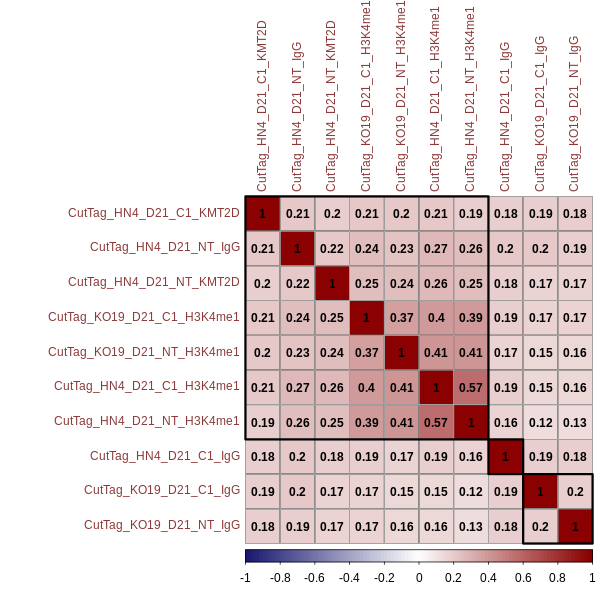 CutTag_HN4_D21_C1_KMT2D
CutTag_HN4_D21_NT_IgG
CutTag_HN4_D21_NT_KMT2D
CutTag_KO19_D21_C1_H3K4me1
CutTag_KO19_D21_NT_H3K4me1
CutTag_HN4_D21_C1_H3K4me1
CutTag_HN4_D21_NT_H3K4me1
CutTag_HN4_D21_C1_IgG
CutTag_KO19_D21_C1_IgG
CutTag_KO19_D21_NT_IgG
CutTag_HN4_D21_C1_KMT2D 1 0.21 0.2 0.21 0.2 0.21 0.19 0.18 0.19 0.18
CutTag_HN4_D21_NT_IgG 0.21 1 0.22 0.24 0.23 0.27 0.26 0.2 0.2 0.19
CutTag_HN4_D21_NT_KMT2D 0.2 0.22 1 0.25 0.24 0.26 0.25 0.18 0.17 0.17
CutTag_KO19_D21_C1_H3K4me1 0.21 0.24 0.25 1 0.37 0.4 0.39 0.19 0.17 0.17
CutTag_KO19_D21_NT_H3K4me1 0.2 0.23 0.24 0.37 1 0.41 0.41 0.17 0.15 0.16
CutTag_HN4_D21_C1_H3K4me1 0.21 0.27 0.26 0.4 0.41 1 0.57 0.19 0.15 0.16
CutTag_HN4_D21_NT_H3K4me1 0.19 0.26 0.25 0.39 0.41 0.57 1 0.16 0.12 0.13
CutTag_HN4_D21_C1_IgG 0.18 0.2 0.18 0.19 0.17 0.19 0.16 1 0.19 0.18
CutTag_KO19_D21_C1_IgG 0.19 0.2 0.17 0.17 0.15 0.15 0.12 0.19 1 0.2
CutTag_KO19_D21_NT_IgG 0.18 0.19 0.17 0.17 0.16 0.16 0.13 0.18 0.2 1
-1 -0.8 -0.6 -0.4 -0.2 0 0.2 0.4 0.6 0.8 1